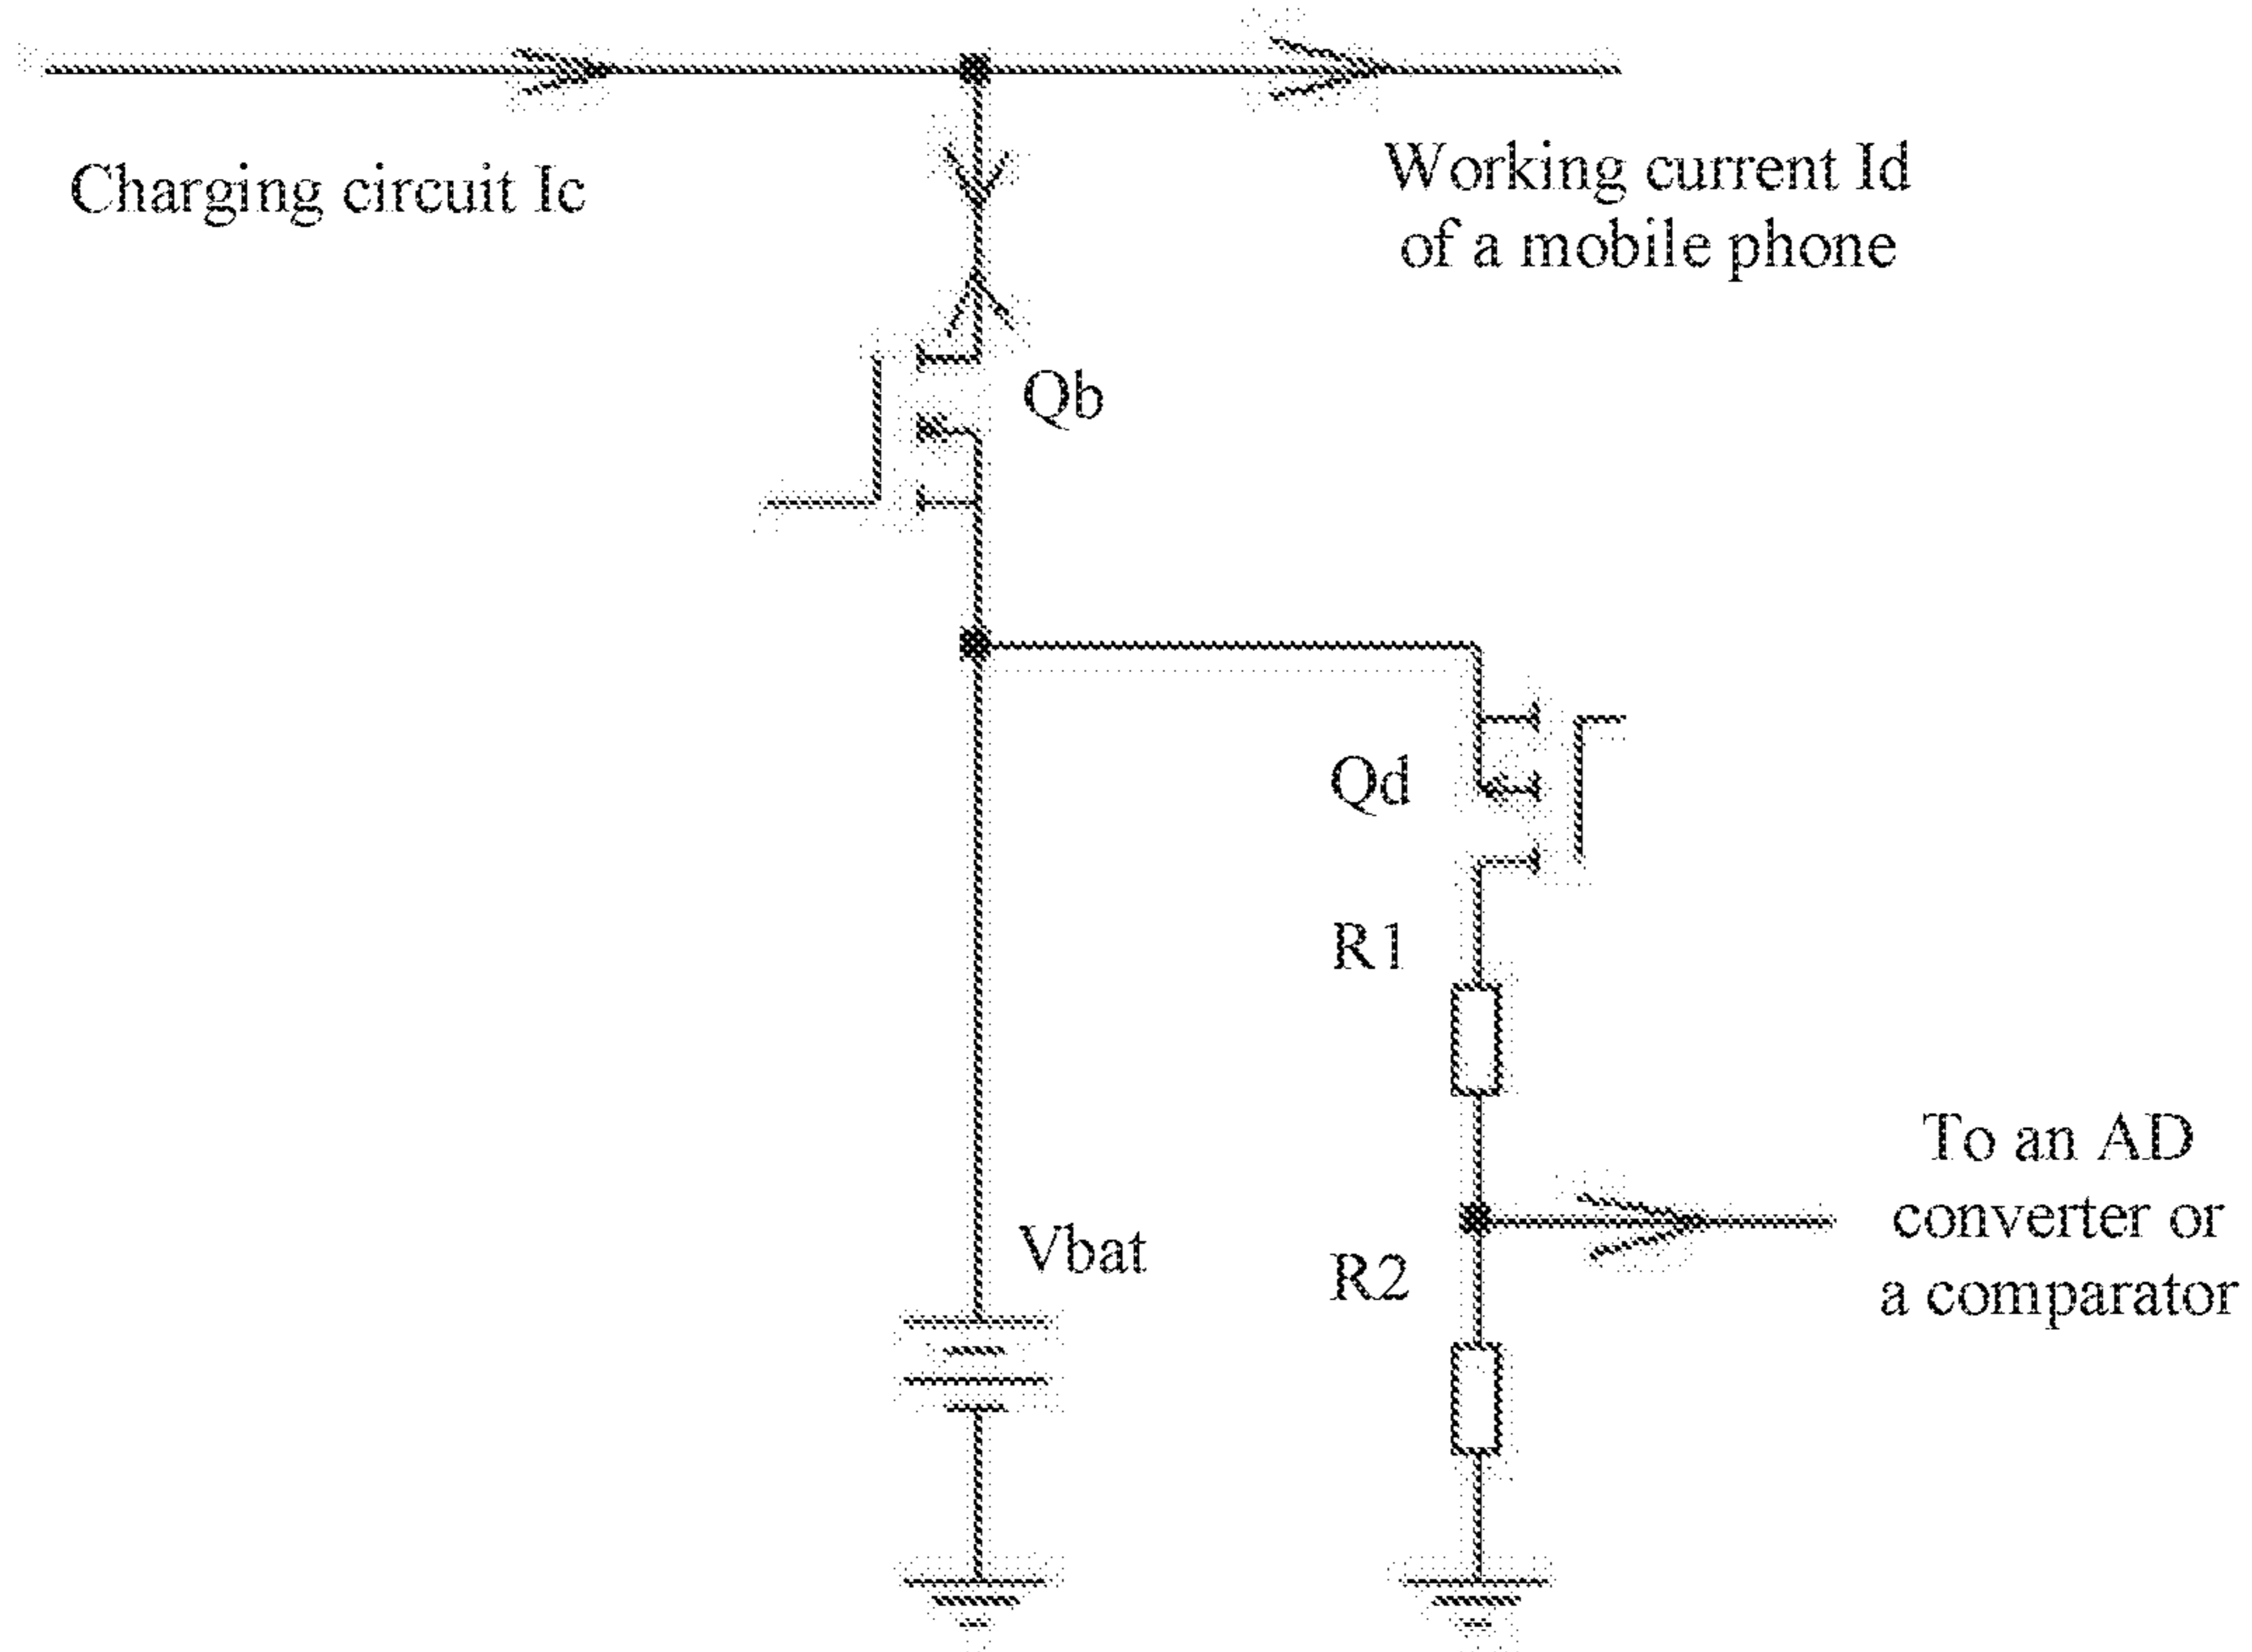 Charging circuit Ic
Working current Id
of a mobile phone
Qb
Qd
R1
Vbat
R2
To an AD
converter or
a comparator